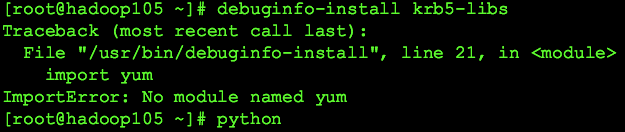 [root@hadoop105 ~]# debuginfo-install krb5-libs
Traceback (most recent call last):
  File "/usr/bin/debuginfo-install", line 21, in <module>
    import yum
ImportError: No module named yum
[root@hadoop105 ~]# python